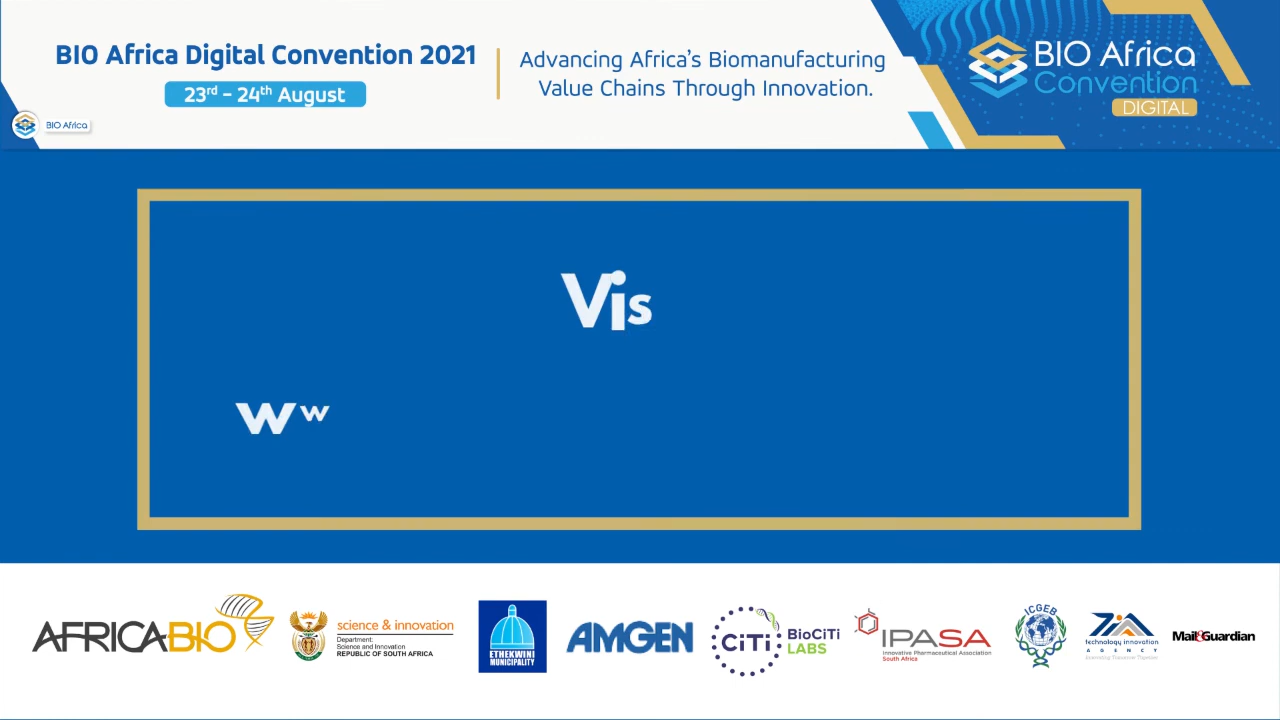 BIO Africa Digital Convention 2021
23rd – 24th August
Advancing Africa's Biomanufacturing
Value Chains Through Innovation.
BIO Africa
Convention
DIGITAL
BIO Africa
Vis
Ww
AFRICABIO
science & innovation
Department:
Science and Innovation
REPUBLIC OF SOUTH AFRICA
ETHEKWINI
MUNICIPALITY
AMGEN
CiTi
BioCiTi
LABS
IPASA
Innovative Pharmaceutical Association
South Africa
ICGEB
technology innovation
AGENCY
Mail&Guardian